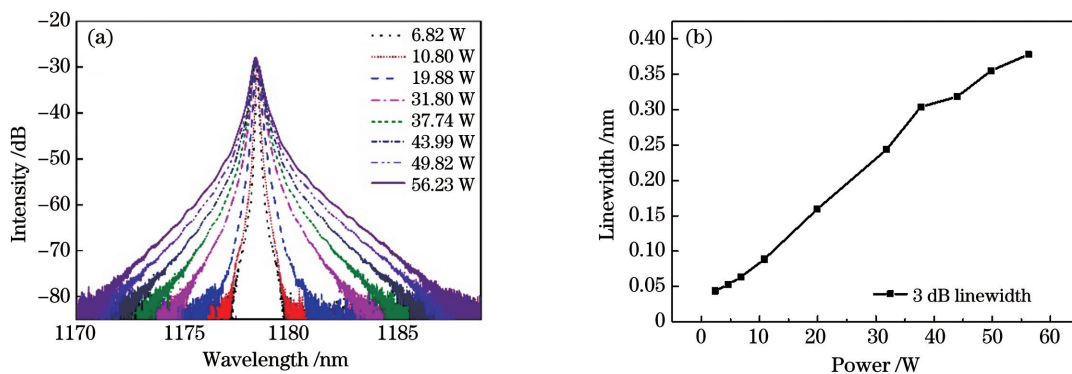 (a)
Intensity /dB
−20
−30
−40
−50
−60
−70
−80
6.82 W
10.80 W
19.88 W
31.80 W
37.74 W
43.99 W
49.82 W
56.23 W
1170
1175
1180
1185
Wavelength /nm
(b)
Linewidth /nm
0.40
0.35
0.30
0.25
0.20
0.15
0.10
0.05
0
3 dB linewidth
0
10
20
30
40
50
60
Power /W